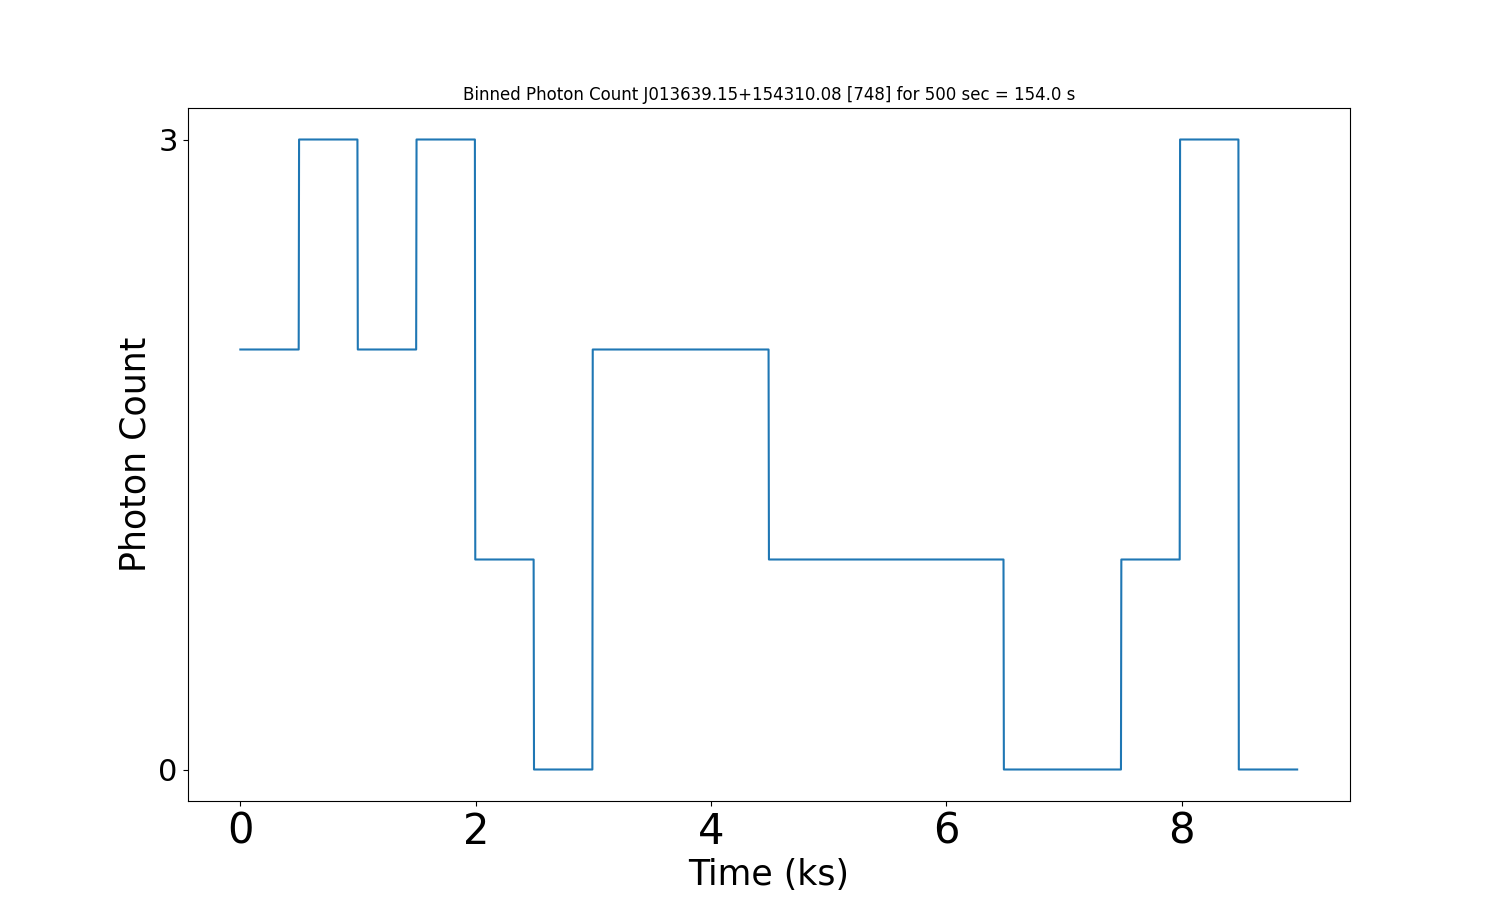 Binned Photon Count J013639.15+154310.08 [748] for 500 sec = 154.0 s
3
Photon Count
0
0 2 4 6 8
Time (ks)